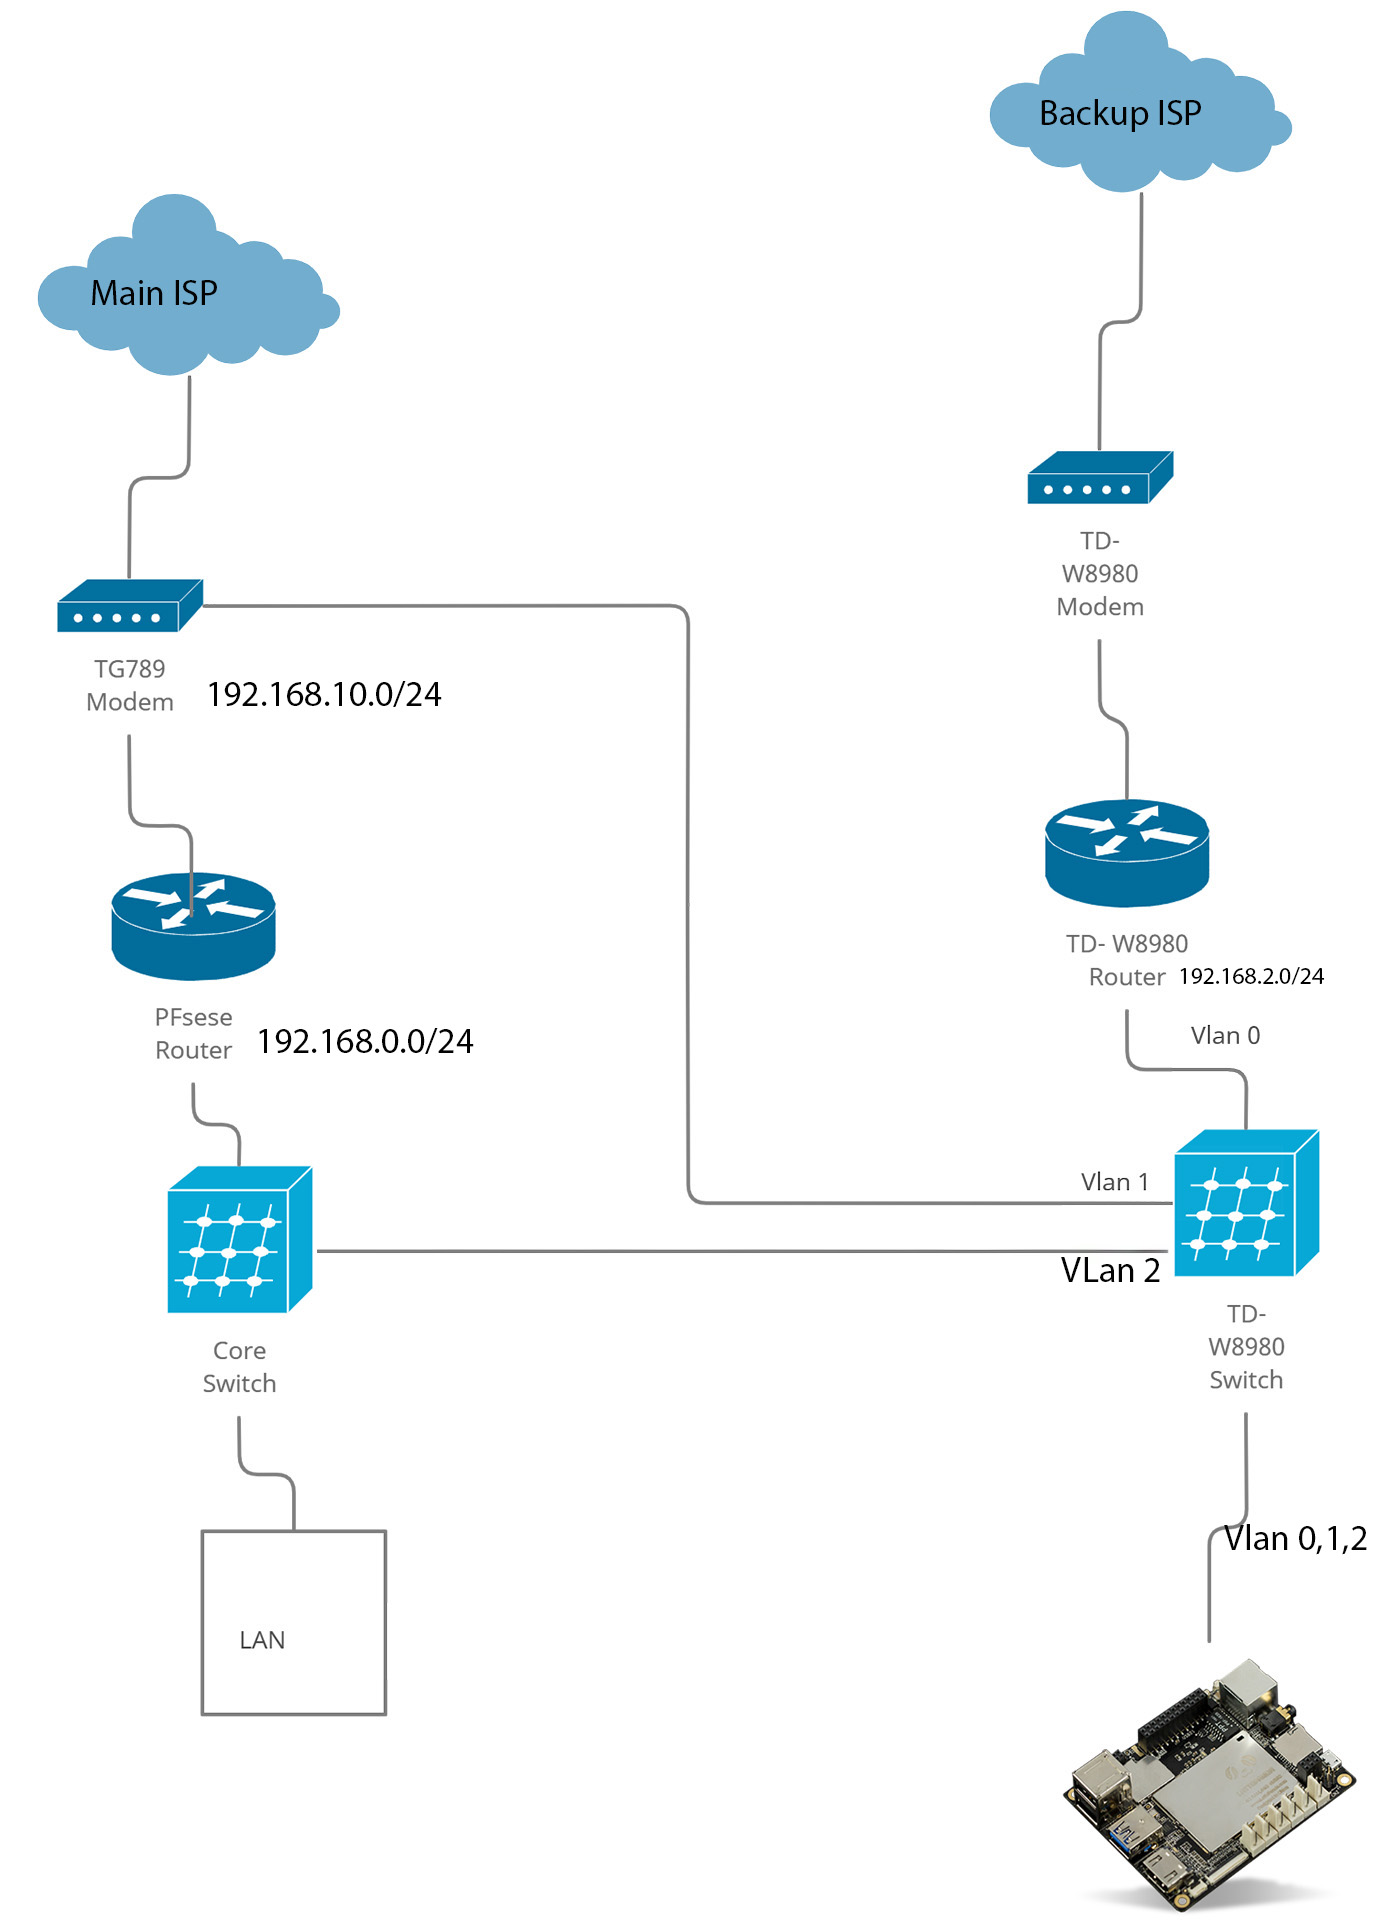 Backup ISP
Main ISP
TD-
W8980
Modem
TG789
Modem
192.168.10.0/24
TD- W8980
Router
192.168.2.0/24
PFsese
Router
192.168.0.0/24
Vlan 0
Vlan 1
VLan 2
TD-
W8980
Switch
Core
Switch
Vlan 0,1,2
LAN